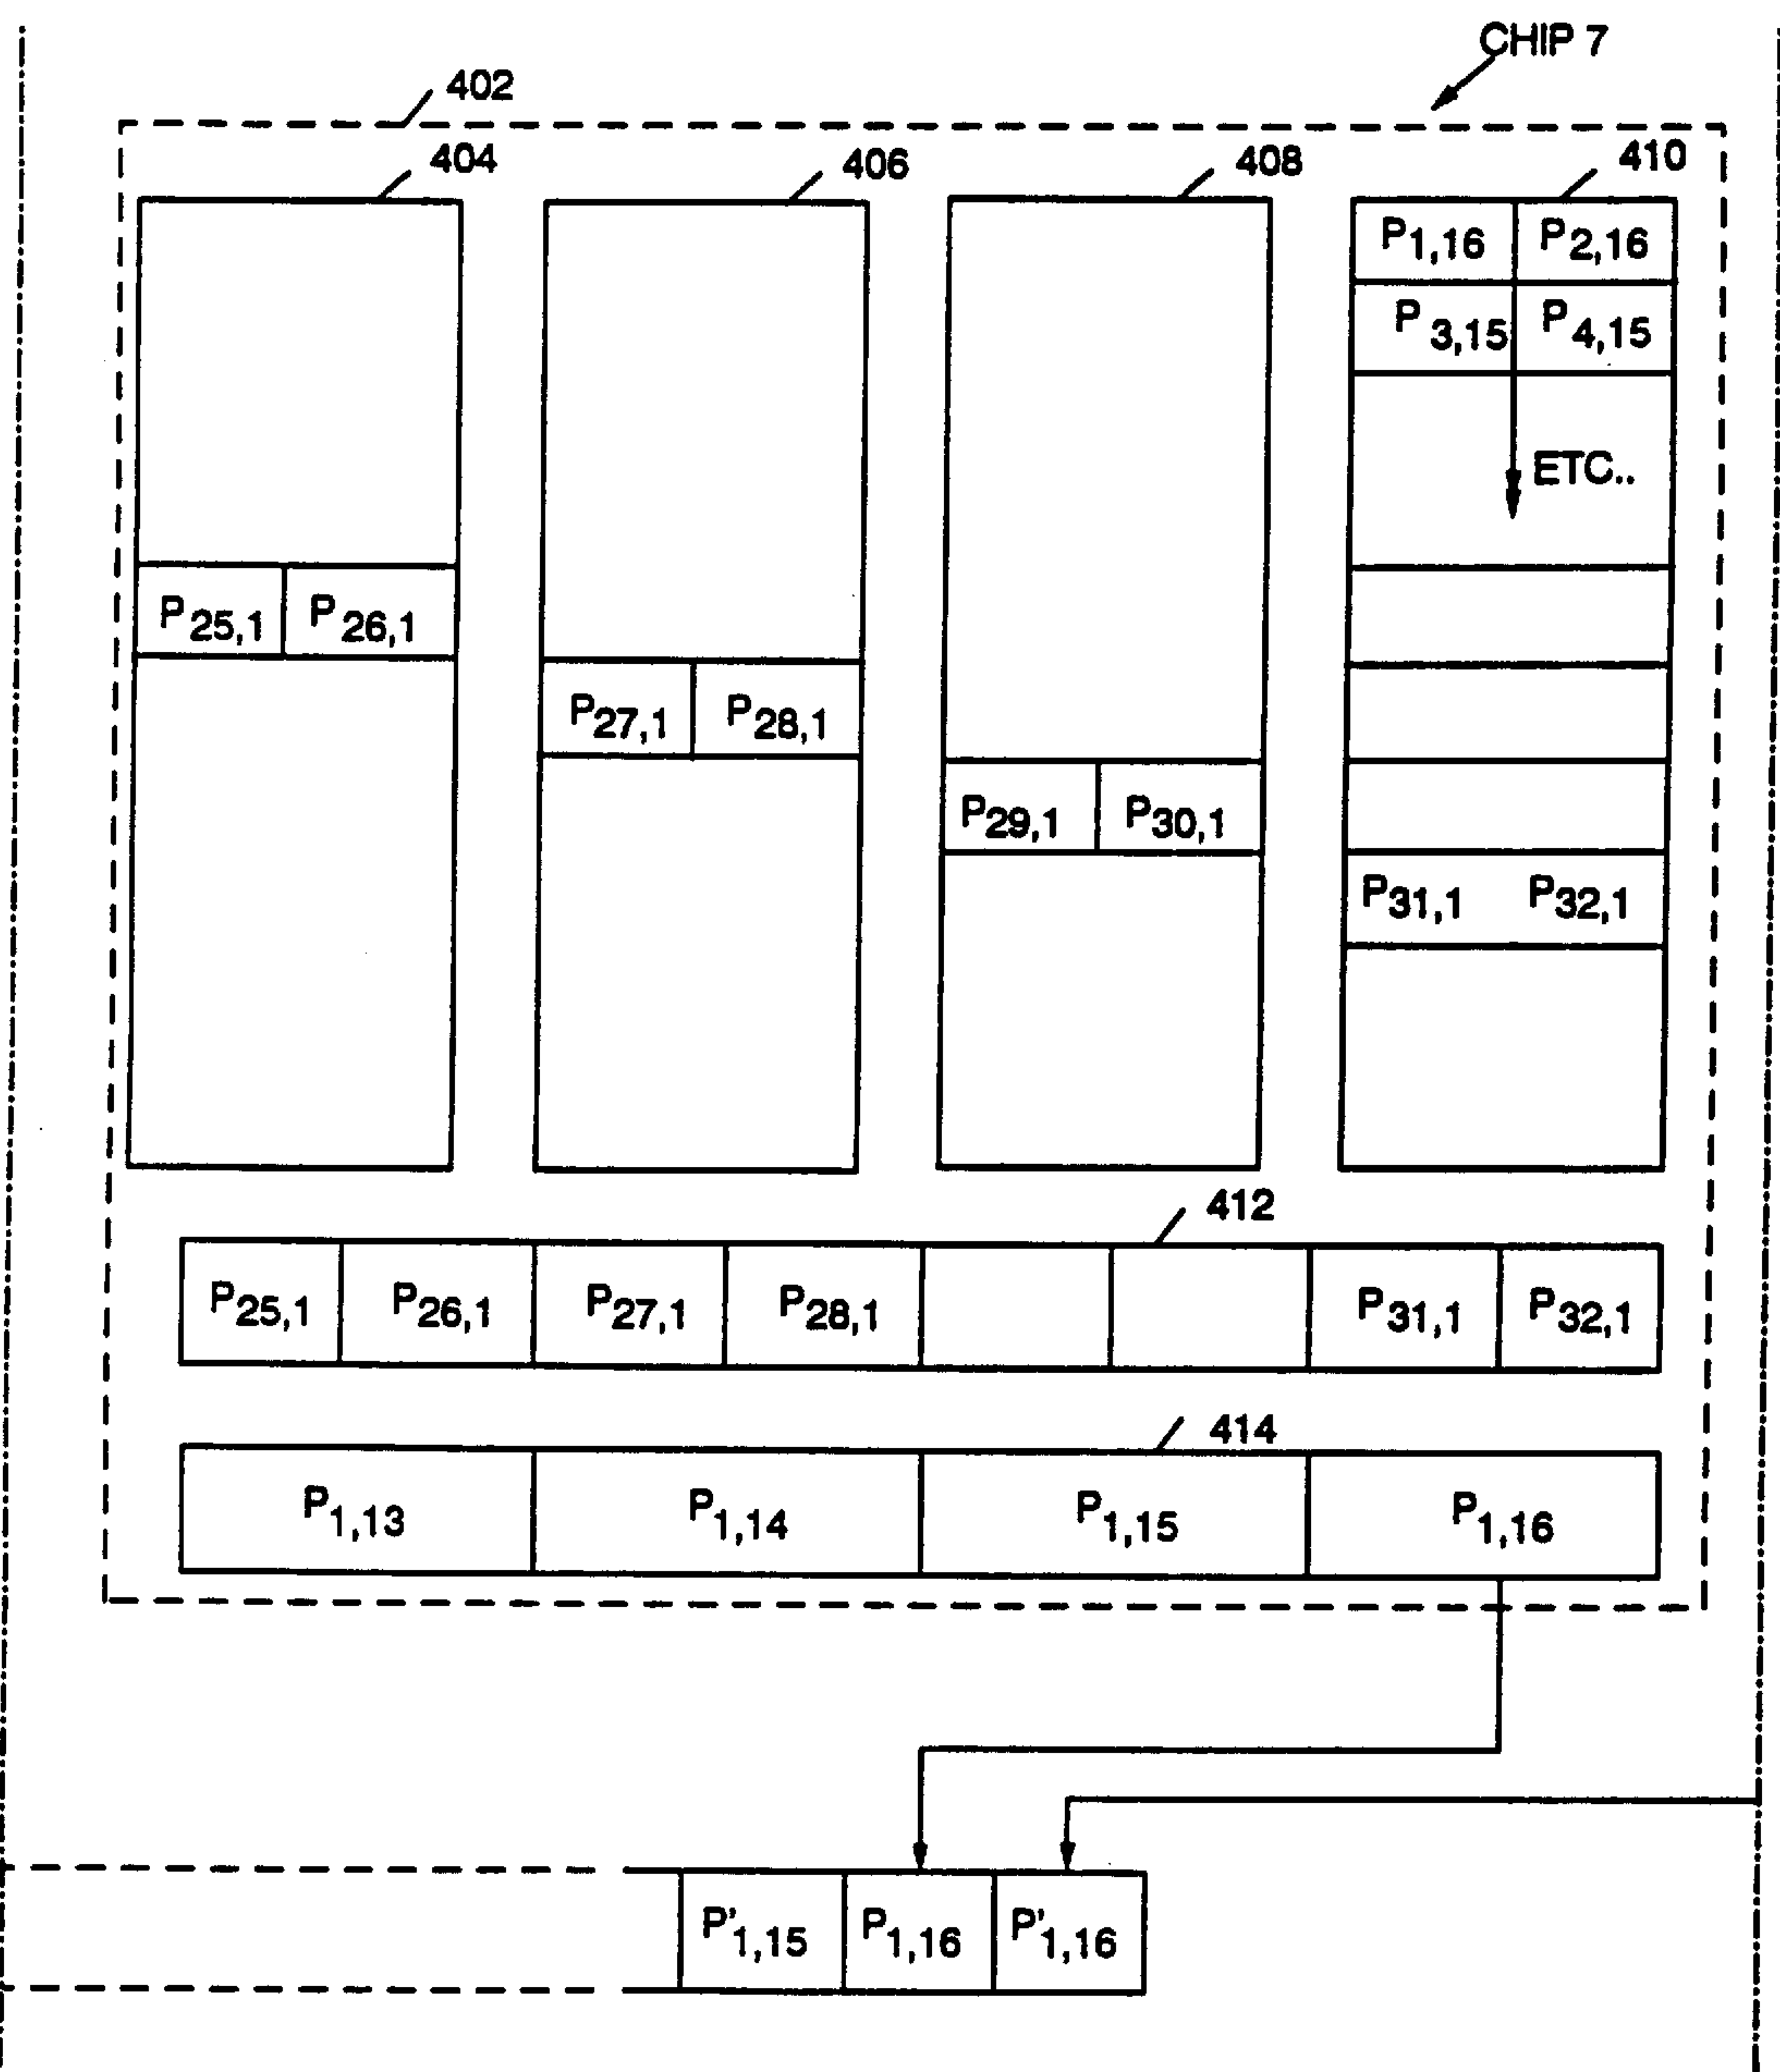 CHIP 7
402
404 406 408 410
P1,16 P2,16
P3,15 P4,15
ETC..
P25,1 P26,1
P27,1 P28,1
P29,1 P30,1
P31,1 P32,1
412
P25,1 P26,1 P27,1 P28,1 P31,1 P32,1
414
P1,13 P1,14 P1,15 P1,16
P'1,15 P1,16 P'1,16